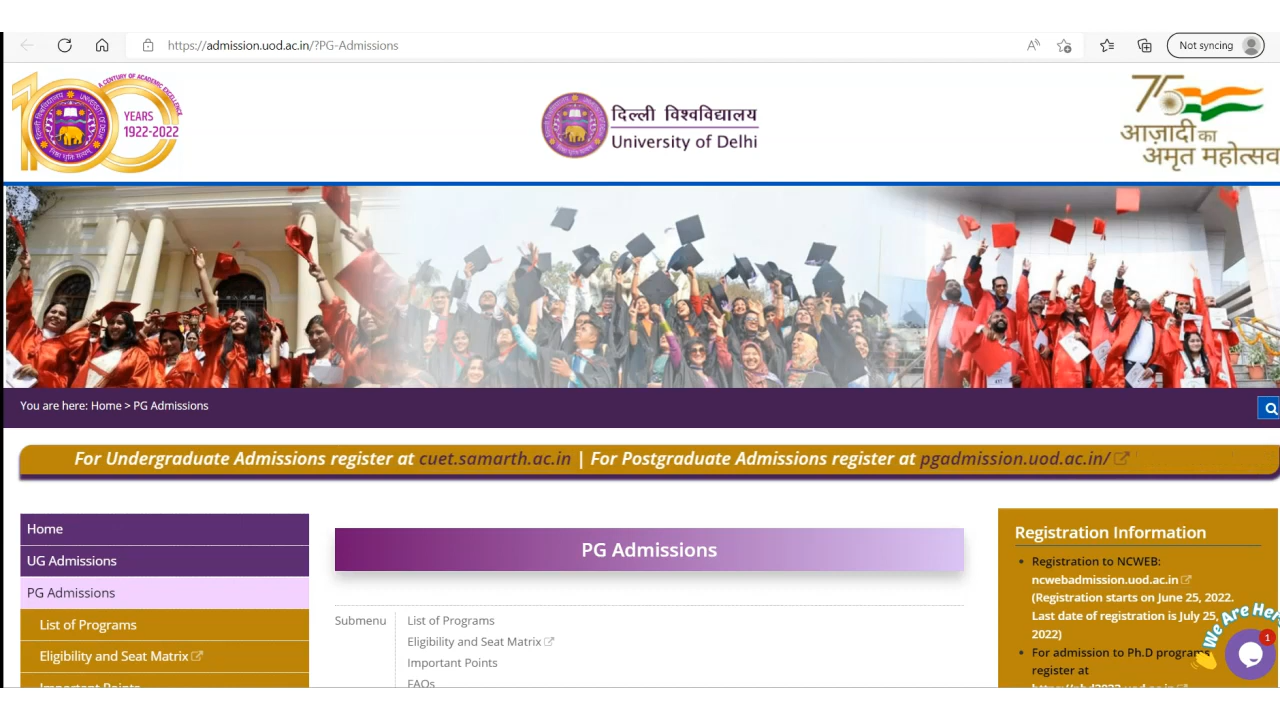 https://admission.uod.ac.in/?PG-Admissions
Not syncing
A CENTURY OF ACADEMIC EXCELLENCE
YEARS
1922-2022
दिल्ली विश्वविद्यालय
University of Delhi
75
आज़ादी का
अमृत महोत्सव
You are here: Home > PG Admissions
For Undergraduate Admissions register at cuet.samarth.ac.in | For Postgraduate Admissions register at pgadmission.uod.ac.in/
Home
UG Admissions
PG Admissions
List of Programs
Eligibility and Seat Matrix
Important Points
PG Admissions
Submenu
List of Programs
Eligibility and Seat Matrix
Important Points
FAQs
Registration Information
• Registration to NCWEB:
ncwebadmission.uod.ac.in
(Registration starts on June 25, 2022.
Last date of registration is July 25,
2022)
• For admission to Ph.D programs
register at
We Are Here
1